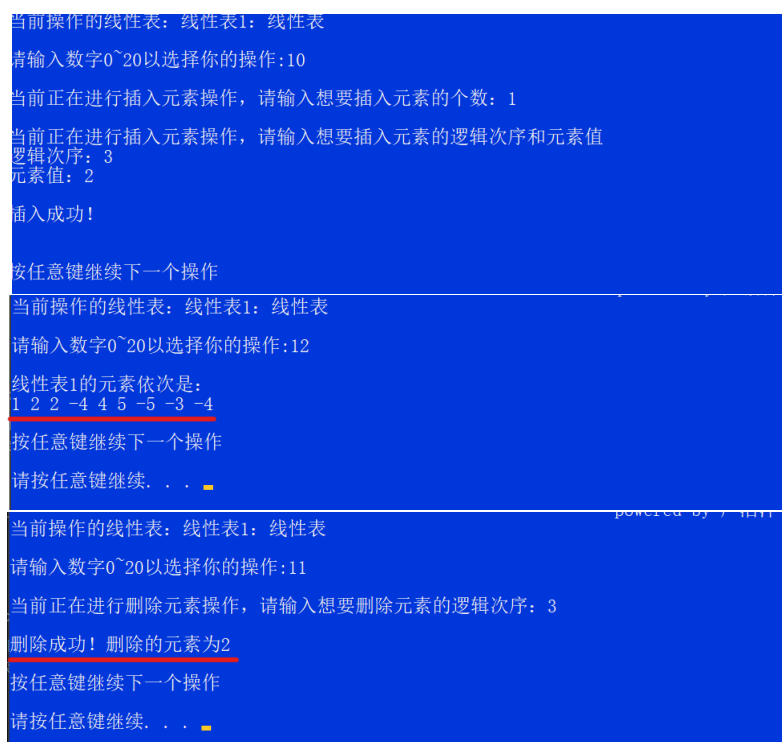 当前操作的线性表: 线性表1: 线性表
请输入数字0~20以选择你的操作:10
当前正在进行插入元素操作，请输入想要插入元素的个数: 1
当前正在进行插入元素操作，请输入想要插入元素的逻辑次序和元素值
逻辑次序: 3
元素值: 2
插入成功!
按任意键继续下一个操作
当前操作的线性表: 线性表1: 线性表
请输入数字0~20以选择你的操作:12
线性表1的元素依次是:
1 2 2 -4 4 5 -5 -3 -4
按任意键继续下一个操作
请按任意键继续. . .
powered by
当前操作的线性表: 线性表1: 线性表
请输入数字0~20以选择你的操作:11
当前正在进行删除元素操作，请输入想要删除元素的逻辑次序: 3
删除成功! 删除的元素为2
按任意键继续下一个操作
请按任意键继续. . .